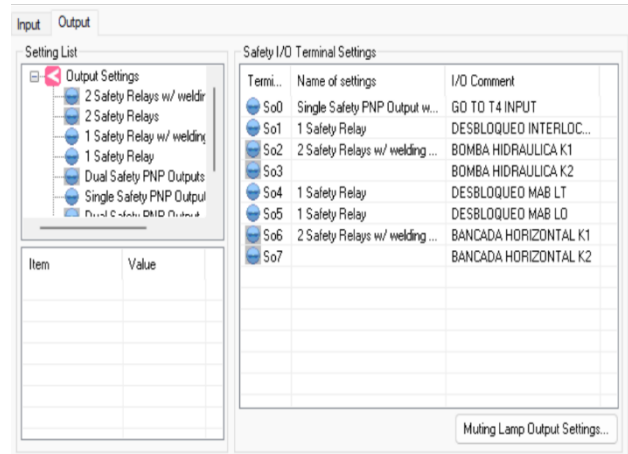 Input Output
Setting List
Output Settings
2 Safety Relays w/ weldir
2 Safety Relays
1 Safety Relay w/ welding
1 Safety Relay
Dual Safety PNP Outputs
Single Safety PNP Output
Dual Safety PNP Output
Item Value
Safety I/O Terminal Settings
Termi... Name of settings I/O Comment
So0 Single Safety PNP Output w... GO TO T4 INPUT
So1 1 Safety Relay DESBLOQUEO INTERLOC...
So2 2 Safety Relays w/ welding ... BOMBA HIDRAULICA K1
So3 BOMBA HIDRAULICA K2
So4 1 Safety Relay DESBLOQUEO MAB LT
So5 1 Safety Relay DESBLOQUEO MAB LO
So6 2 Safety Relays w/ welding ... BANCADA HORIZONTAL K1
So7 BANCADA HORIZONTAL K2
Muting Lamp Output Settings...